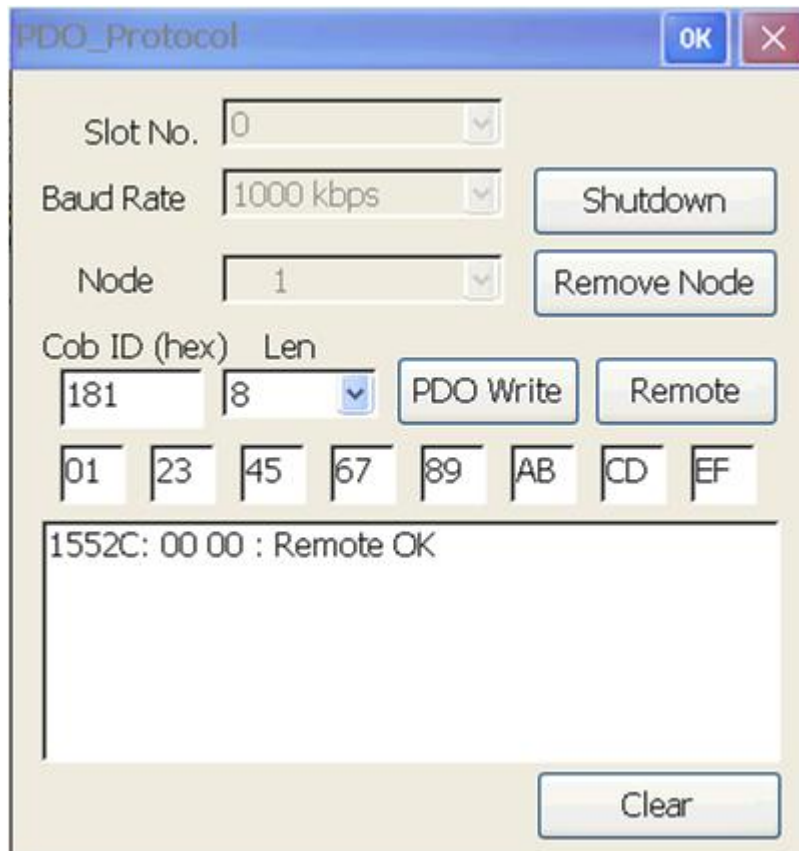 PDO_Protocol OK
Slot No. 0
Baud Rate 1000 kbps Shutdown
Node 1 Remove Node
Cob ID (hex) Len
181 8 PDO Write Remote
01 23 45 67 89 AB CD EF
1552C: 00 00 : Remote OK
Clear